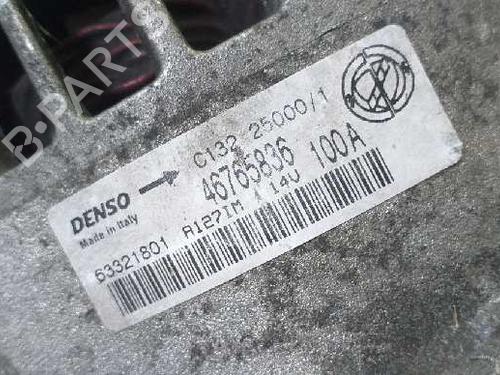 B-PARTS
C132 25000/1
DENSO
46765836 100A
Made in Italy
63321801 A127IM 14V